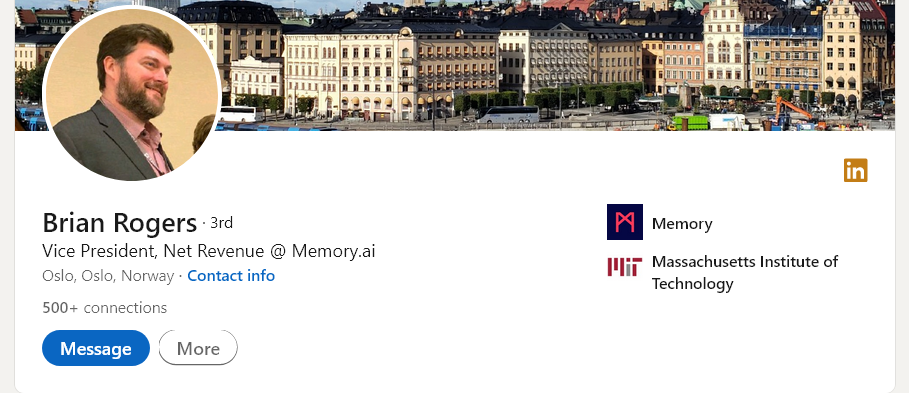 in
Brian Rogers · 3rd
Vice President, Net Revenue @ Memory.ai
Oslo, Oslo, Norway · Contact info
500+ connections
Message
More
Memory
MIT
Massachusetts Institute of
Technology